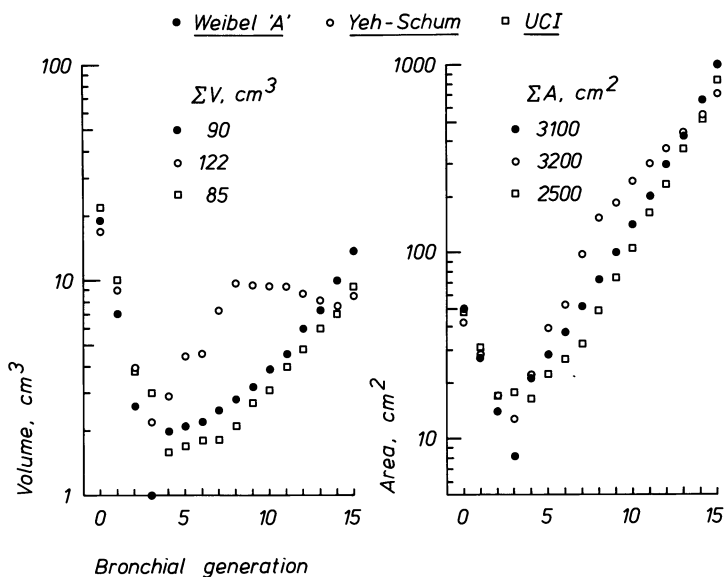 ● Weibel 'A' ○ Yeh-Schum □ UCI
100
10
1
Volume, cm³
ΣV, cm³
● 90
○ 122
□ 85
0 5 10 15
Bronchial generation
1000
100
10
Area, cm²
ΣA, cm²
● 3100
○ 3200
□ 2500
0 5 10 15